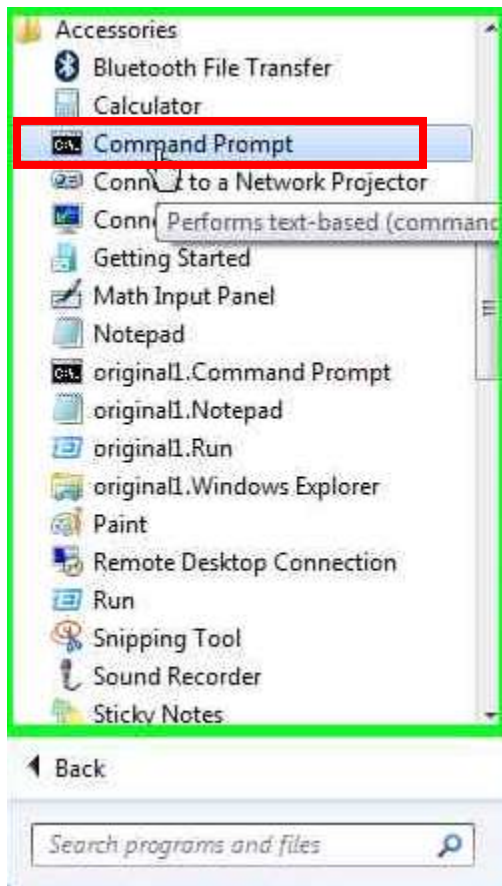 Accessories
Bluetooth File Transfer
Calculator
Command Prompt
to a Network Projector
Performs text-based (command
Getting Started
Math Input Panel
Notepad
original1.Command Prompt
original1.Notepad
original1.Run
original1.Windows Explorer
Paint
Remote Desktop Connection
Run
Snipping Tool
Sound Recorder
Sticky Notes
Back
Search programs and files